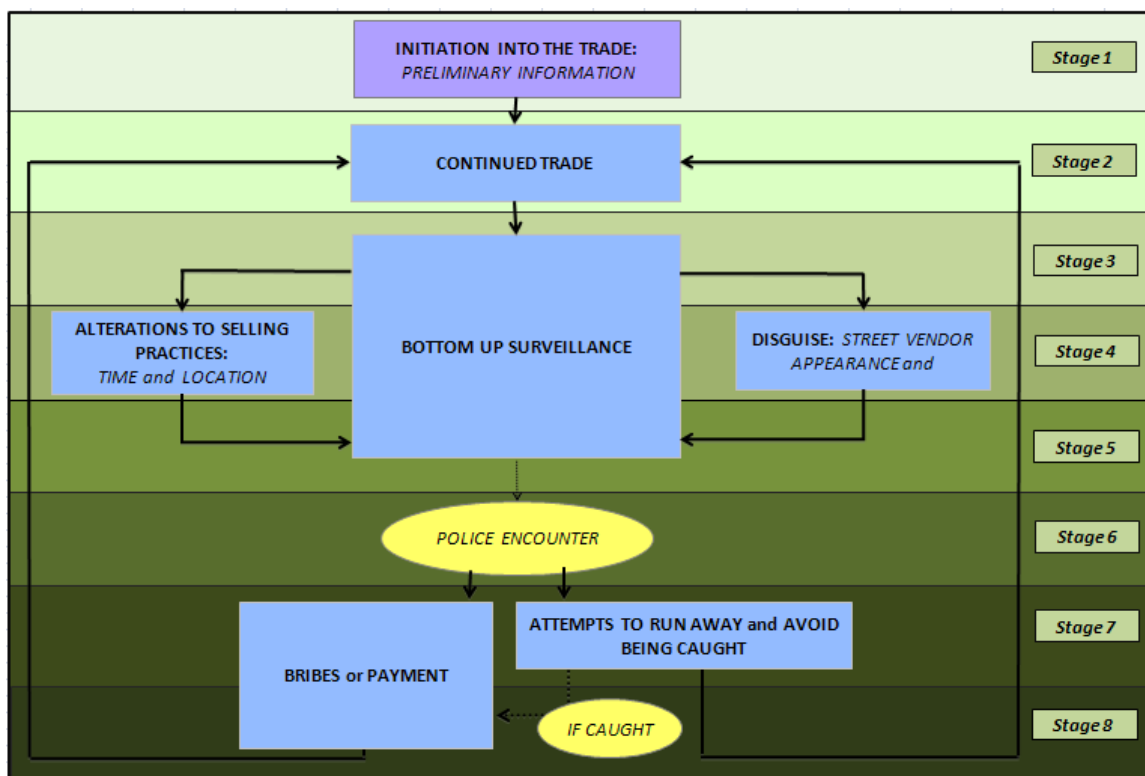 INITIATION INTO THE TRADE:
PRELIMINARY INFORMATION
Stage 1
CONTINUED TRADE
Stage 2
Stage 3
ALTERATIONS TO SELLING
PRACTICES:
TIME and LOCATION
BOTTOM UP SURVEILLANCE
DISGUISE: STREET VENDOR
APPEARANCE and
Stage 4
Stage 5
POLICE ENCOUNTER
Stage 6
BRIBES or PAYMENT
ATTEMPTS TO RUN AWAY and AVOID
BEING CAUGHT
Stage 7
IF CAUGHT
Stage 8